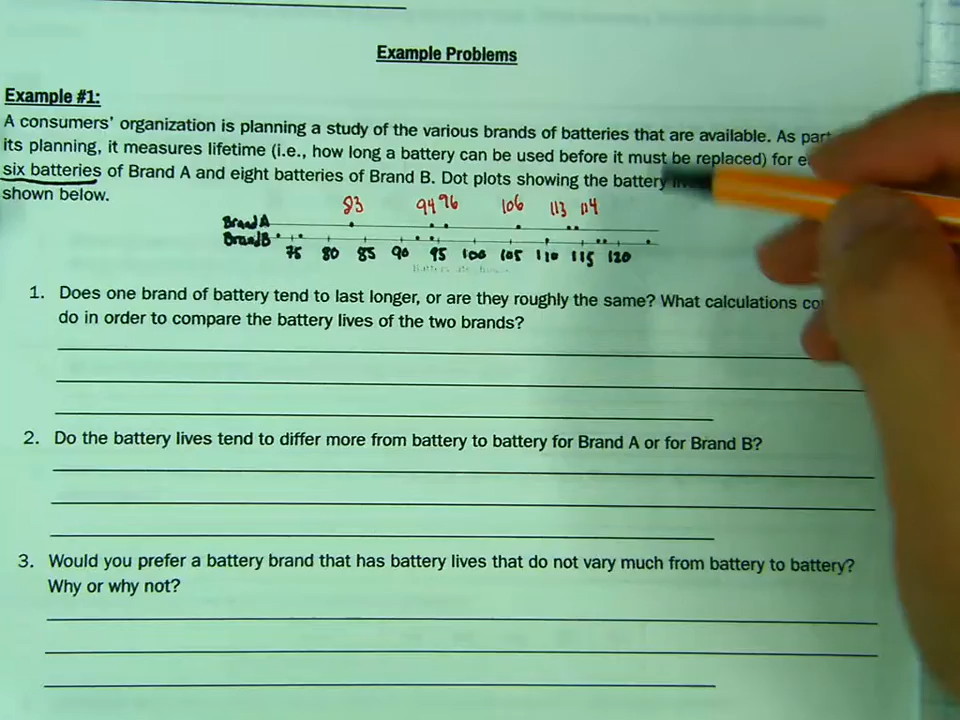 Example Problems
Example #1:
A consumers' organization is planning a study of the various brands of batteries that are available. As part
its planning, it measures lifetime (i.e., how long a battery can be used before it must be replaced) for
six batteries of Brand A and eight batteries of Brand B. Dot plots showing the battery
shown below.
83 94 96 106 113 114
Brand A
Brand B
75 80 85 90 95 100 105 110 115 120
1. Does one brand of battery tend to last longer, or are they roughly the same? What calculations
do in order to compare the battery lives of the two brands?
2. Do the battery lives tend to differ more from battery to battery for Brand A or for Brand B?
3. Would you prefer a battery brand that has battery lives that do not vary much from battery to battery?
Why or why not?